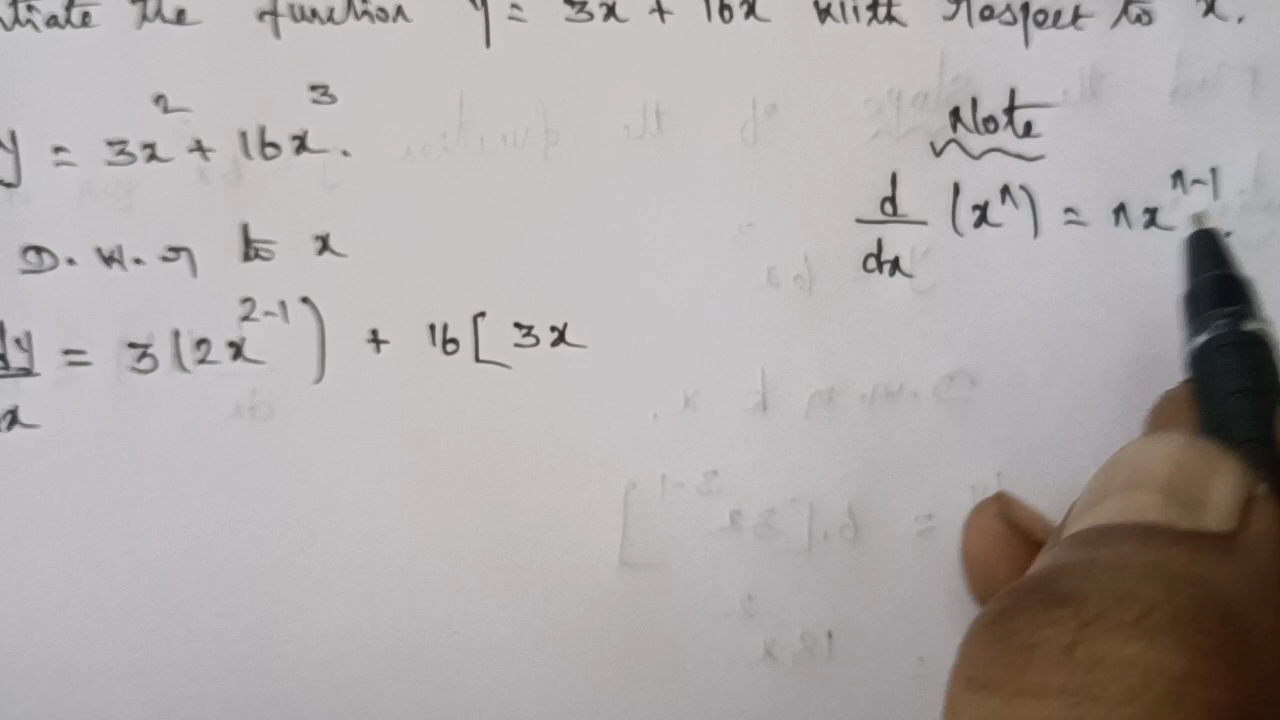 tiate the function y = 3x + 16x with respect to x.
y = 3x² + 16x³.
Note
d/dx (xⁿ) = nxⁿ⁻¹.
D. w. r to x
dy/x = 3(2x²⁻¹) + 16[3x